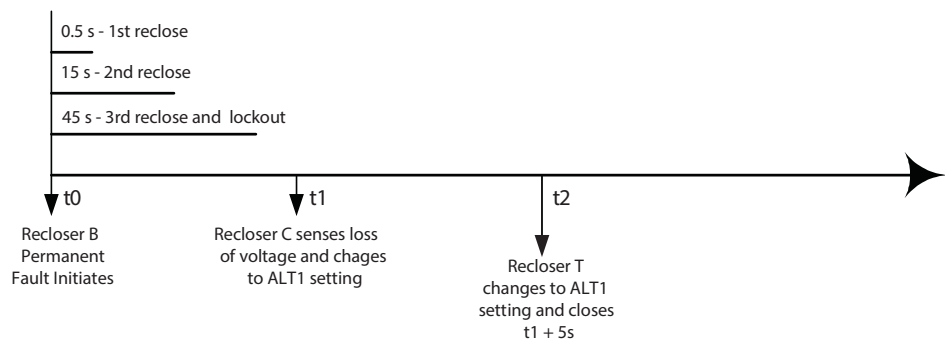 0.5 s - 1st reclose
15 s - 2nd reclose
45 s - 3rd reclose and lockout
t0
t1
t2
Recloser B
Permanent
Fault Initiates
Recloser C senses loss
of voltage and chages
to ALT1 setting
Recloser T
changes to ALT1
setting and closes
t1 + 5s